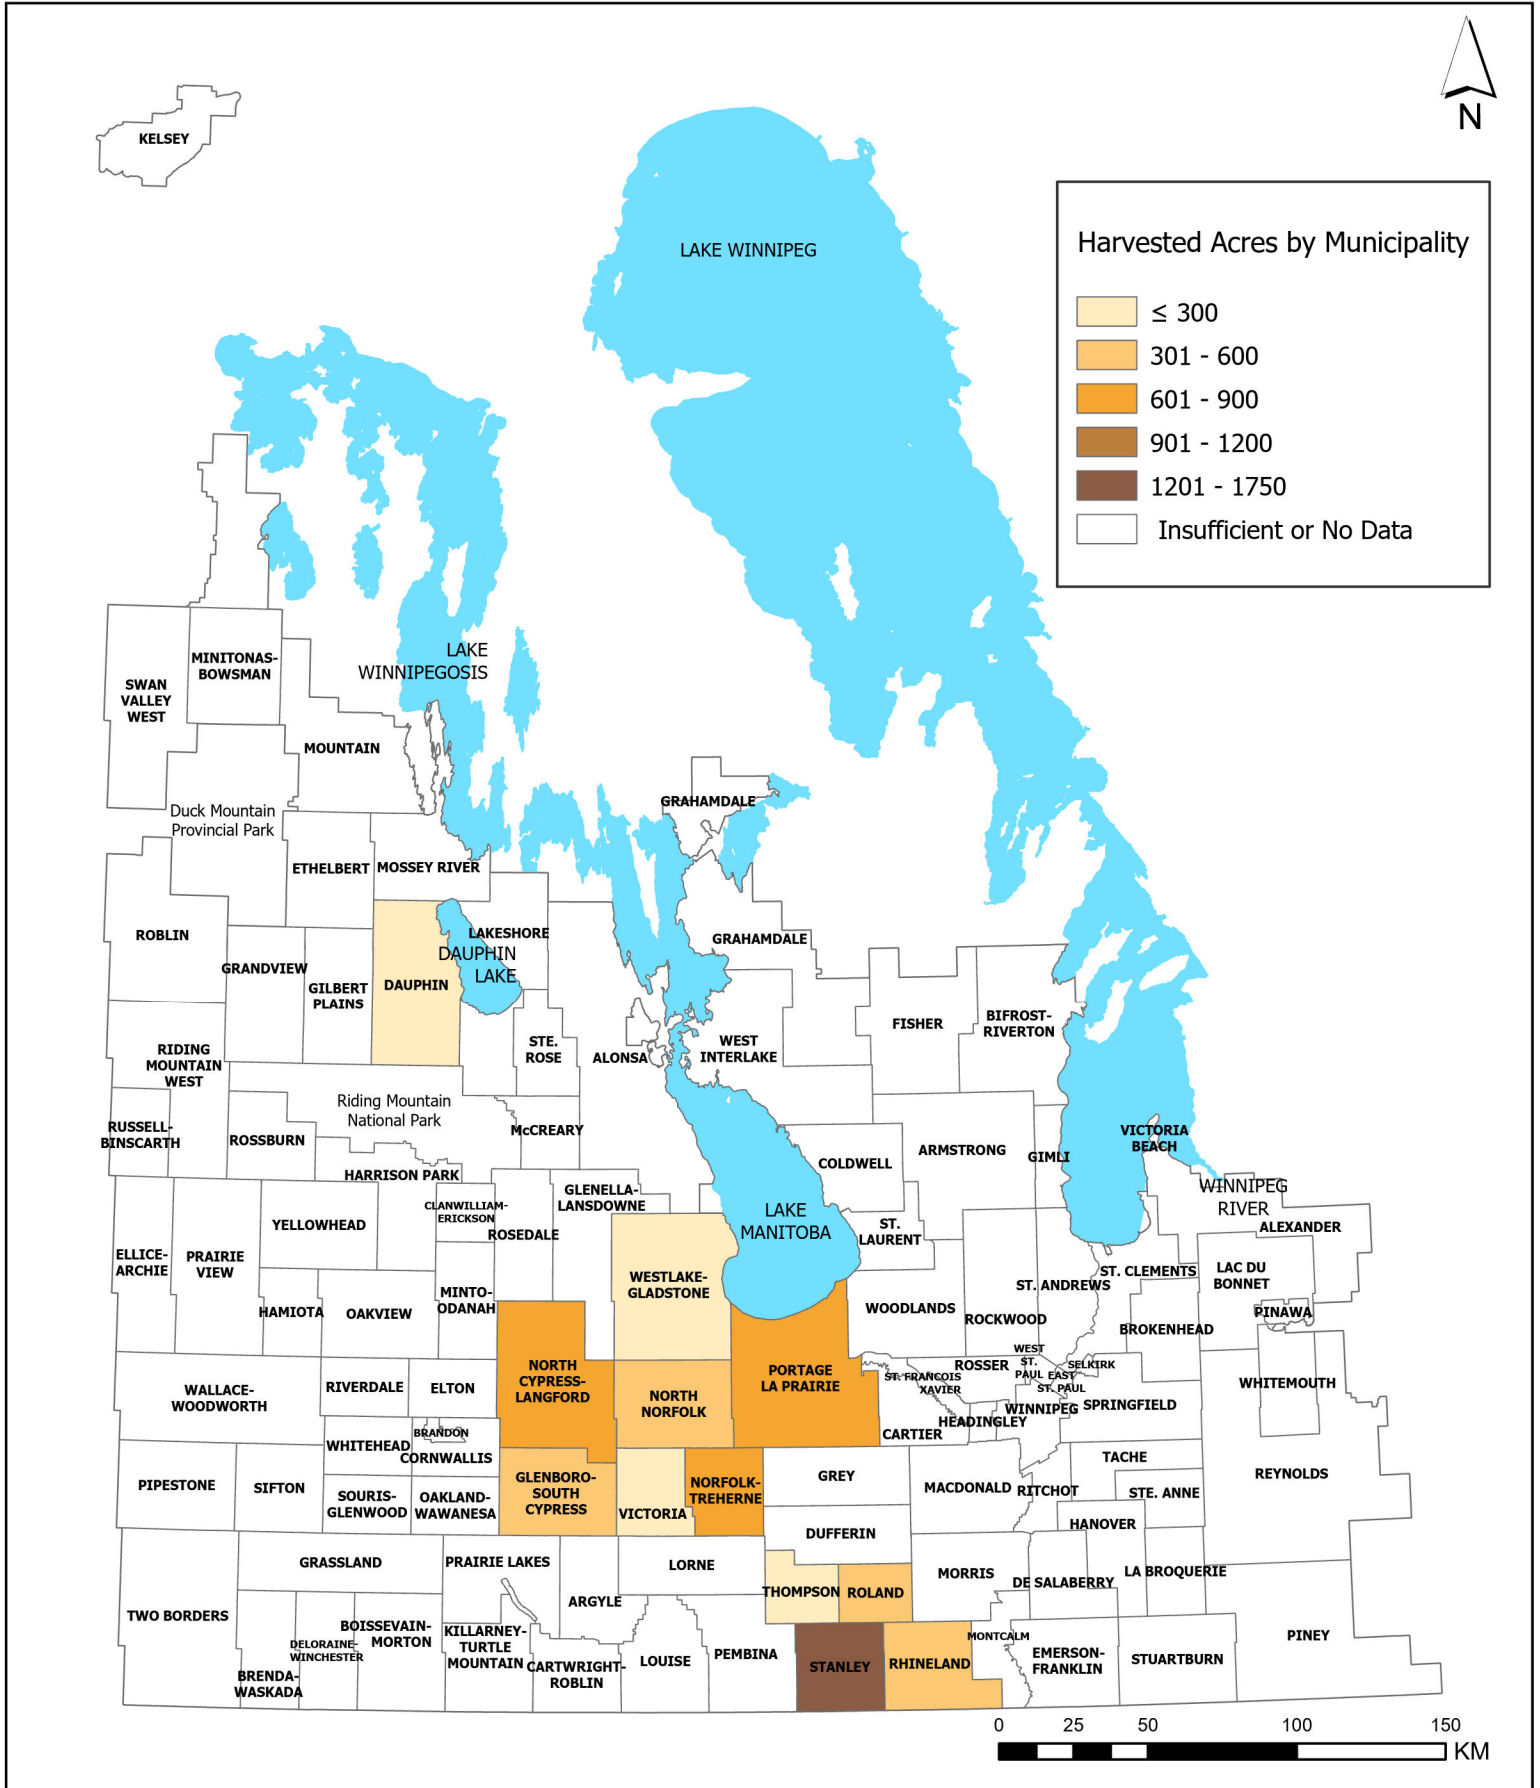 N
KELSEY
LAKE WINNIPEG
Harvested Acres by Municipality
≤ 300
301 - 600
601 - 900
901 - 1200
1201 - 1750
Insufficient or No Data
LAKE
WINNIPEGOSIS
MINITONAS-
BOWSMAN
SWAN
VALLEY
WEST
MOUNTAIN
Duck Mountain
Provincial Park
GRAHAMDALE
ETHELBERT
MOSSEY RIVER
ROBLIN
LAKESHORE
DAUPHIN
LAKE
GRAHAMDALE
GRANDVIEW
GILBERT
PLAINS
DAUPHIN
FISHER
BIFROST-
RIVERTON
STE.
ROSE
ALONSA
WEST
INTERLAKE
RIDING
MOUNTAIN
WEST
Riding Mountain
National Park
RUSSELL-
BINSCARTH
ROSSBURN
McCREARY
VICTORIA
BEACH
ARMSTRONG
GIMLI
COLDWELL
HARRISON PARK
GLENELLA-
LANSDOWNE
WINNIPEG
RIVER
CLANWILLIAM-
ERICKSON
YELLOWHEAD
ROSEDALE
LAKE
MANITOBA
ST.
LAURENT
ALEXANDER
ELLICE-
ARCHIE
PRAIRIE
VIEW
WESTLAKE-
GLADSTONE
ST. ANDREWS
ST. CLEMENTS
LAC DU
BONNET
HAMIOTA
OAKVIEW
MINTO-
ODANAH
WOODLANDS
ROCKWOOD
BROKENHEAD
PINAWA
NORTH
CYPRESS-
LANGFORD
PORTAGE
LA PRAIRIE
WEST
ST.
PAUL
ROSSER
SELKIRK
EAST
ST. PAUL
ST. FRANCOIS
XAVIER
WHITEMOUTH
WALLACE-
WOODWORTH
RIVERDALE
ELTON
NORTH
NORFOLK
WINNIPEG
SPRINGFIELD
HEADINGLEY
CARTIER
BRANDON
WHITEHEAD
CORNWALLIS
TACHE
PIPESTONE
SIFTON
SOURIS-
GLENWOOD
OAKLAND-
WAWANESA
GLENBORO-
SOUTH
CYPRESS
VICTORIA
NORFOLK-
TREHERNE
GREY
MACDONALD
RITCHOT
STE. ANNE
REYNOLDS
DUFFERIN
HANOVER
GRASSLAND
PRAIRIE LAKES
LORNE
MORRIS
DE SALABERRY
LA BROQUERIE
THOMPSON
ROLAND
TWO BORDERS
ARGYLE
BOISSEVAIN-
MORTON
DELORAINE-
WINCHESTER
BRENDA-
WASKADA
KILLARNEY-
TURTLE
MOUNTAIN
CARTWRIGHT-
ROBLIN
LOUISE
PEMBINA
STANLEY
RHINELAND
MONTCALM
EMERSON-
FRANKLIN
STUARTBURN
PINEY
0 25 50 100 150
KM